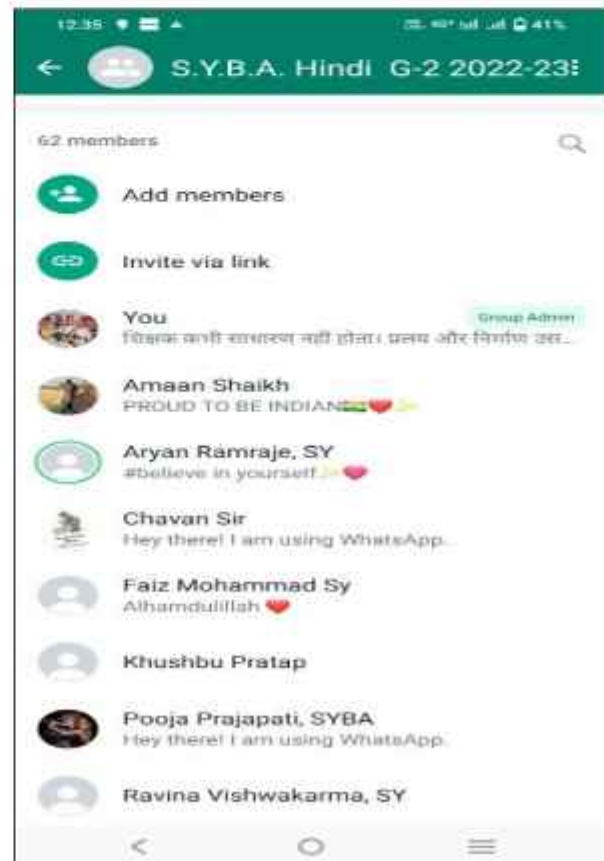 12:35 41%
S.Y.B.A. Hindi G-2 2022-23
62 members
Add members
Invite via link
You Group Admin
शिक्षक कभी साधारण नही होता। प्रलय और निर्माण उस...
Amaan Shaikh
PROUD TO BE INDIAN🇮🇳❤️✨
Aryan Ramraje, SY
#believe in yourself✨❤️
Chavan Sir
Hey there! I am using WhatsApp.
Faiz Mohammad Sy
Alhamdulillah ❤️
Khushbu Pratap
Pooja Prajapati, SYBA
Hey there! I am using WhatsApp.
Ravina Vishwakarma, SY